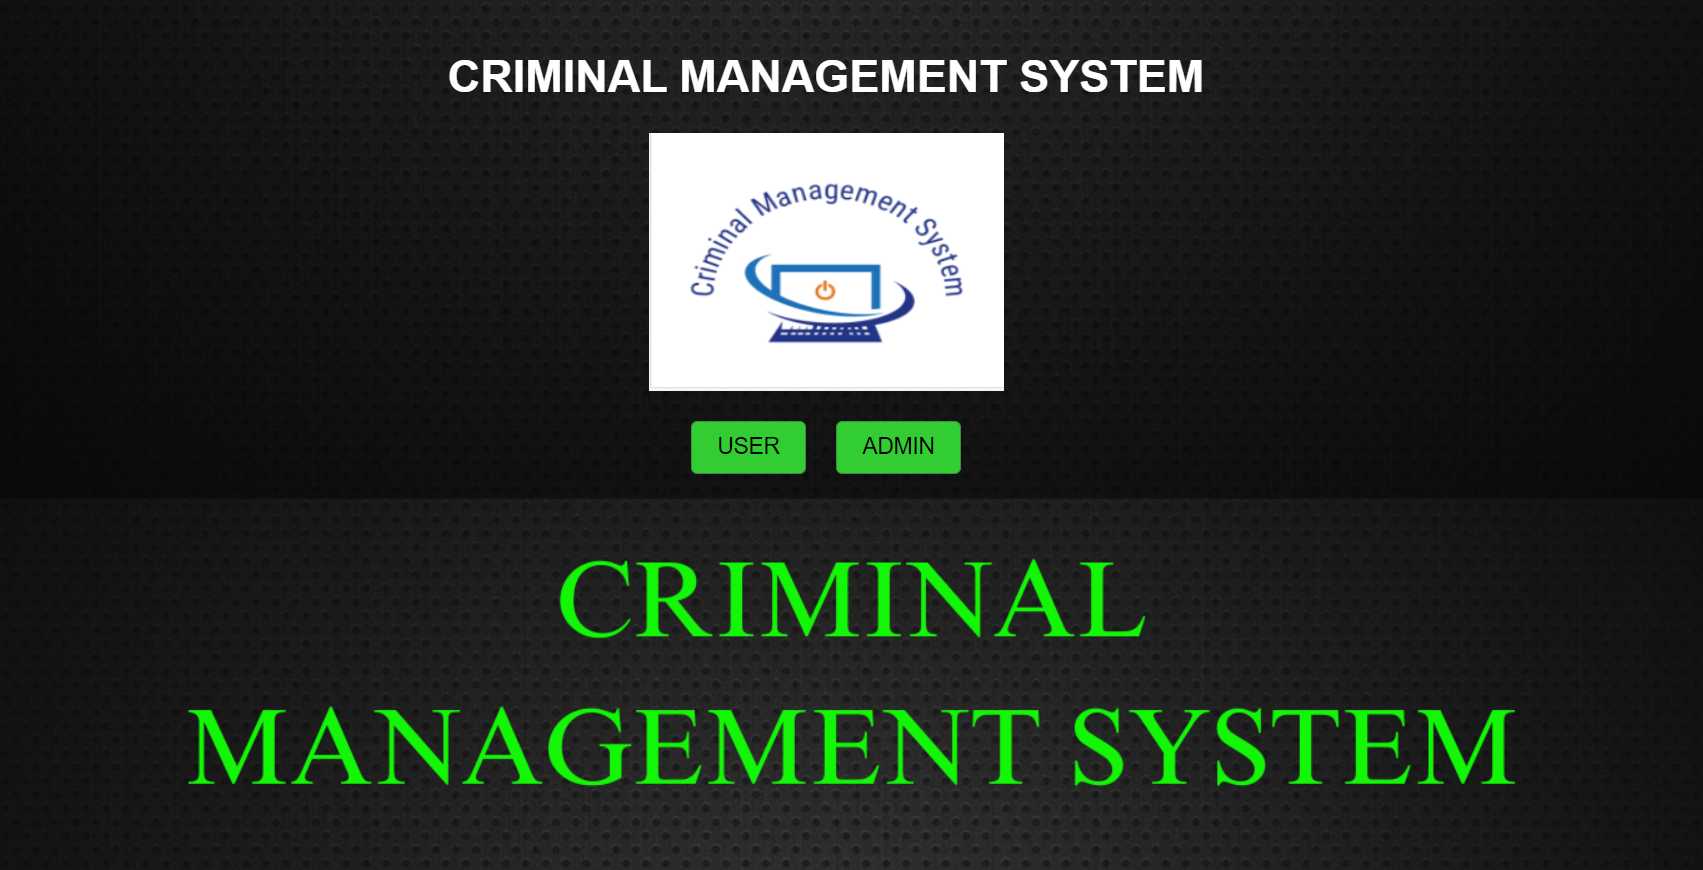 CRIMINAL MANAGEMENT SYSTEM
Criminal Management System
USER
ADMIN
CRIMINAL
MANAGEMENT SYSTEM